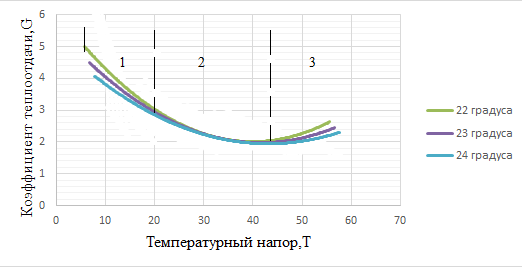 Коэффициент теплоотдачи,G
6
5
4
3
2
1
0
1
2
3
0 10 20 30 40 50 60 70
Температурный напор,Т
22 градуса
23 градуса
24 градуса